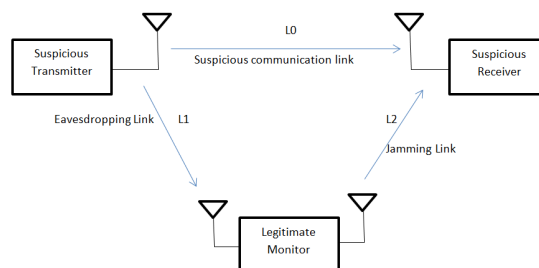 L0
Suspicious
Transmitter
Suspicious communication link
Suspicious
Receiver
Eavesdropping Link
L1
L2
Jamming Link
Legitimate
Monitor